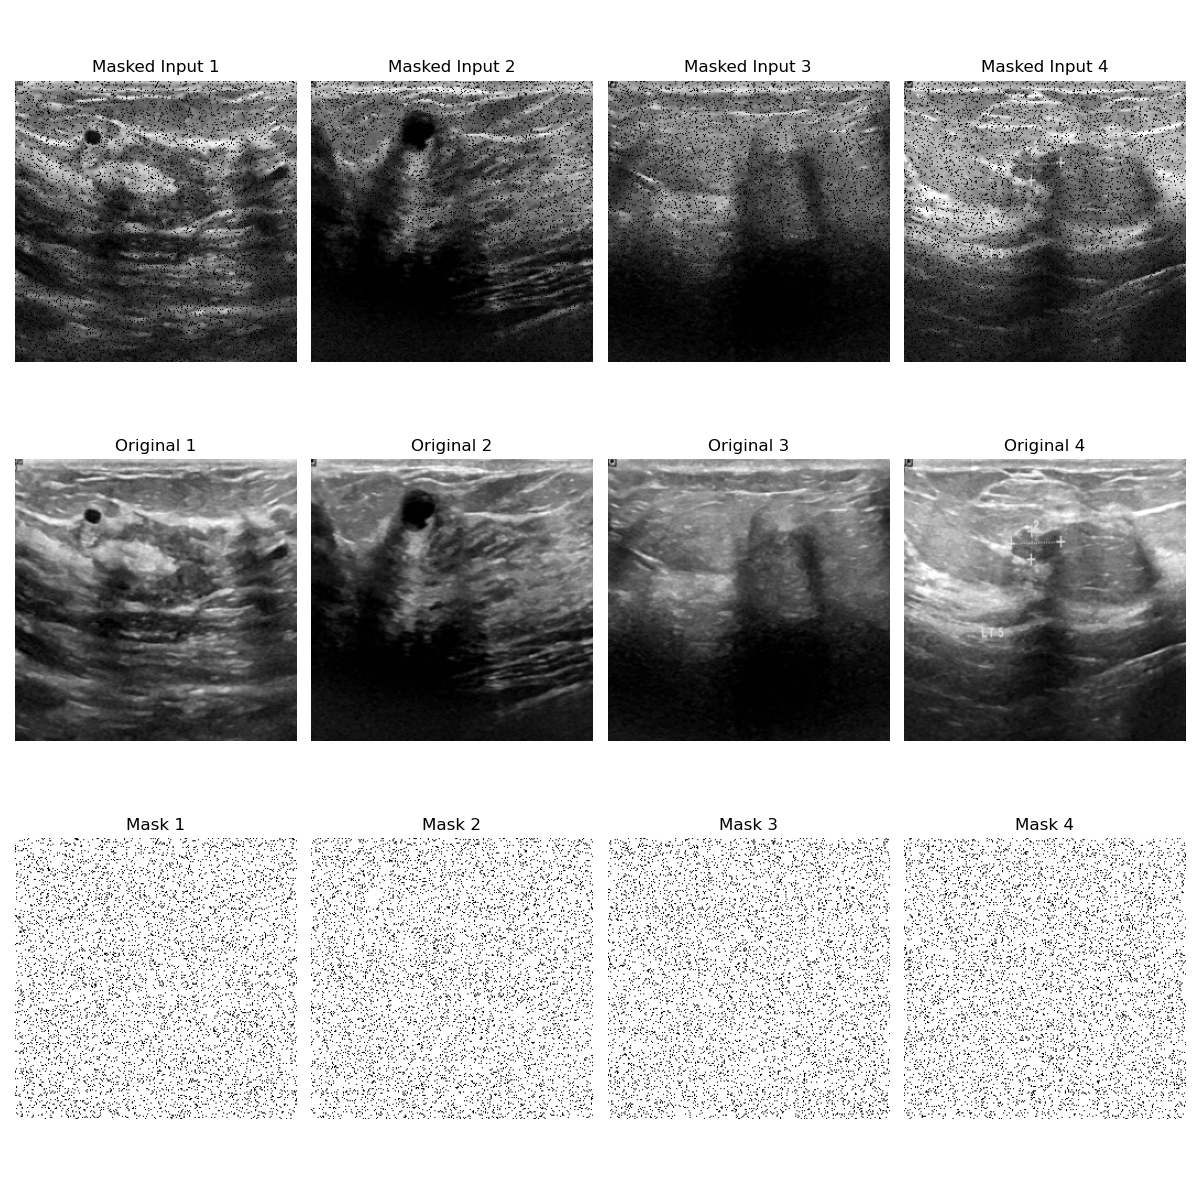 Masked Input 1
Masked Input 2
Masked Input 3
Masked Input 4
Original 1
Original 2
Original 3
Original 4
2
LT 5
Mask 1
Mask 2
Mask 3
Mask 4